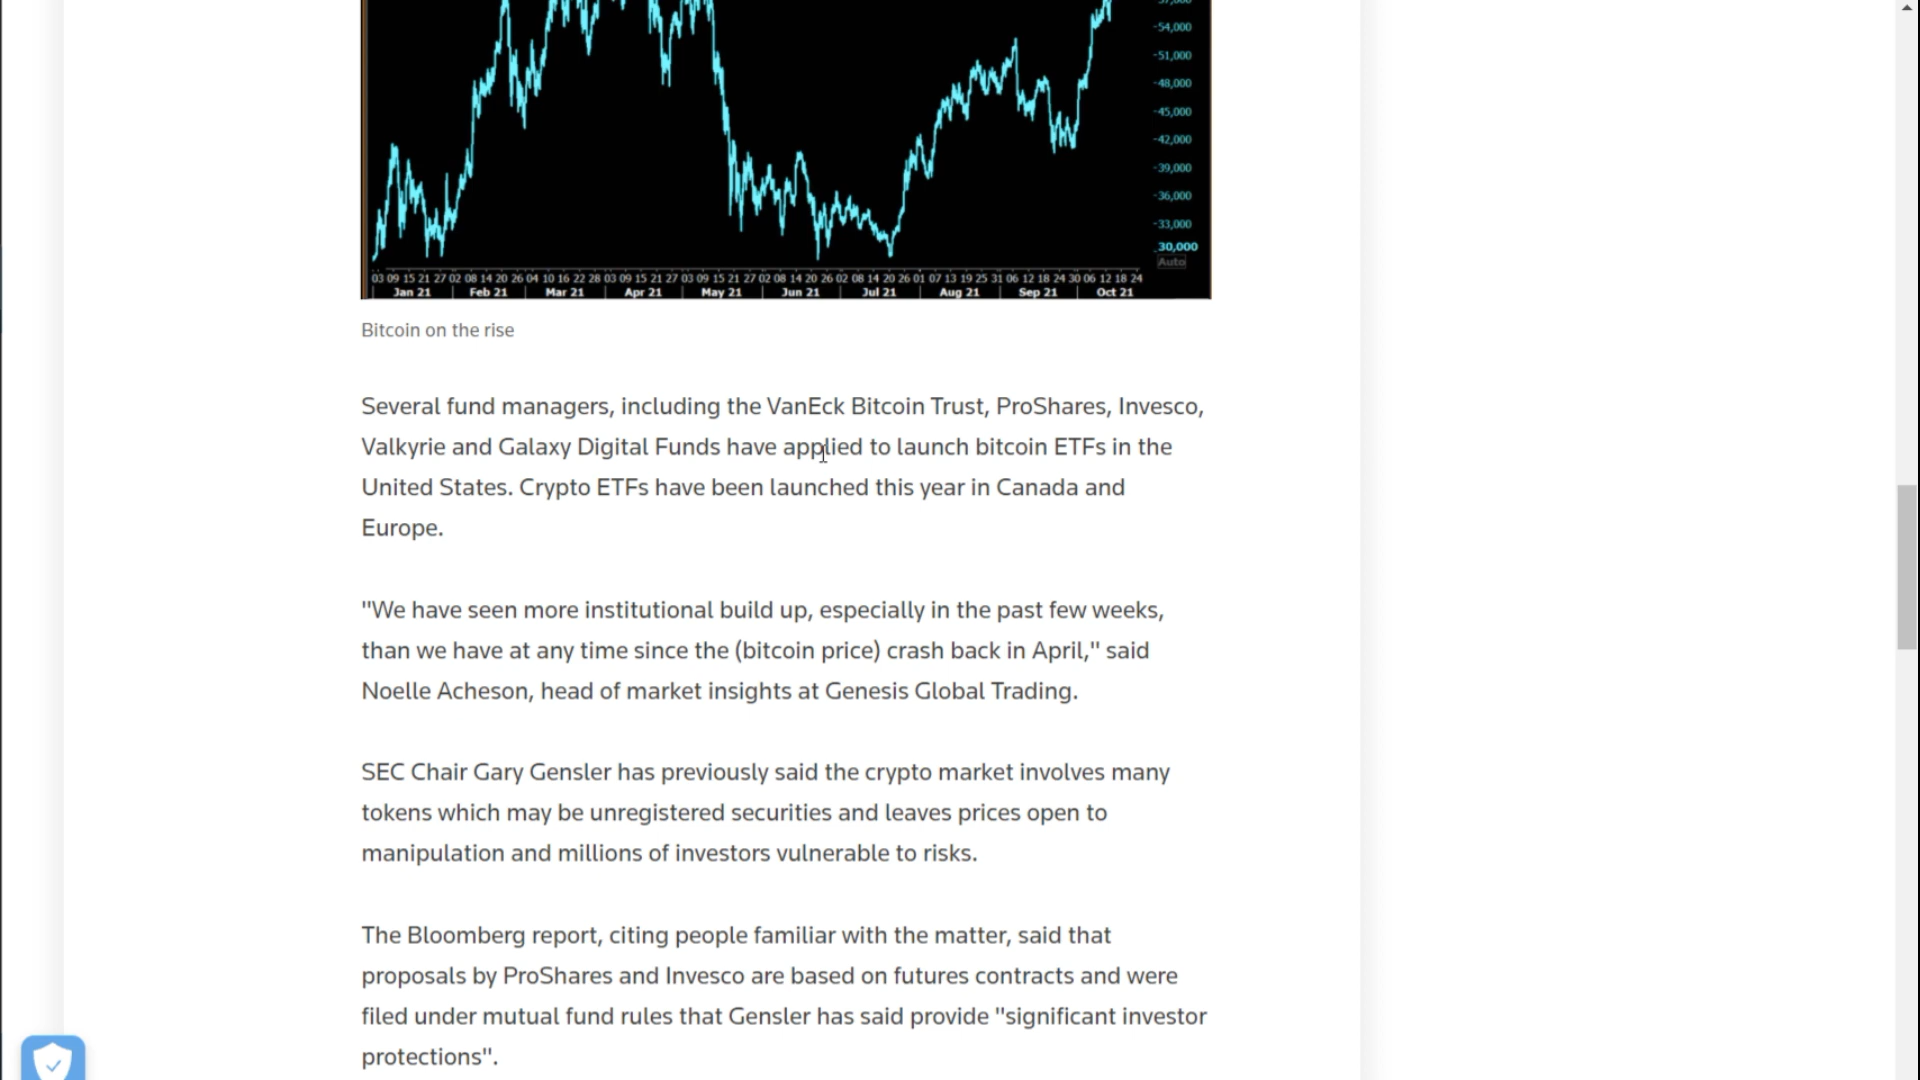 57,000
54,000
51,000
48,000
45,000
42,000
39,000
36,000
33,000
30,000
Auto
03 09 15 21 27 02 08 14 20 26 04 10 16 22 28 03 09 15 21 27 03 09 15 21 27 02 08 14 20 26 02 08 14 20 26 01 07 13 19 25 31 06 12 18 24 30 06 12 18 24
Jan 21 Feb 21 Mar 21 Apr 21 May 21 Jun 21 Jul 21 Aug 21 Sep 21 Oct 21
Bitcoin on the rise
Several fund managers, including the VanEck Bitcoin Trust, ProShares, Invesco,
Valkyrie and Galaxy Digital Funds have applied to launch bitcoin ETFs in the
United States. Crypto ETFs have been launched this year in Canada and
Europe.
"We have seen more institutional build up, especially in the past few weeks,
than we have at any time since the (bitcoin price) crash back in April," said
Noelle Acheson, head of market insights at Genesis Global Trading.
SEC Chair Gary Gensler has previously said the crypto market involves many
tokens which may be unregistered securities and leaves prices open to
manipulation and millions of investors vulnerable to risks.
The Bloomberg report, citing people familiar with the matter, said that
proposals by ProShares and Invesco are based on futures contracts and were
filed under mutual fund rules that Gensler has said provide "significant investor
protections".